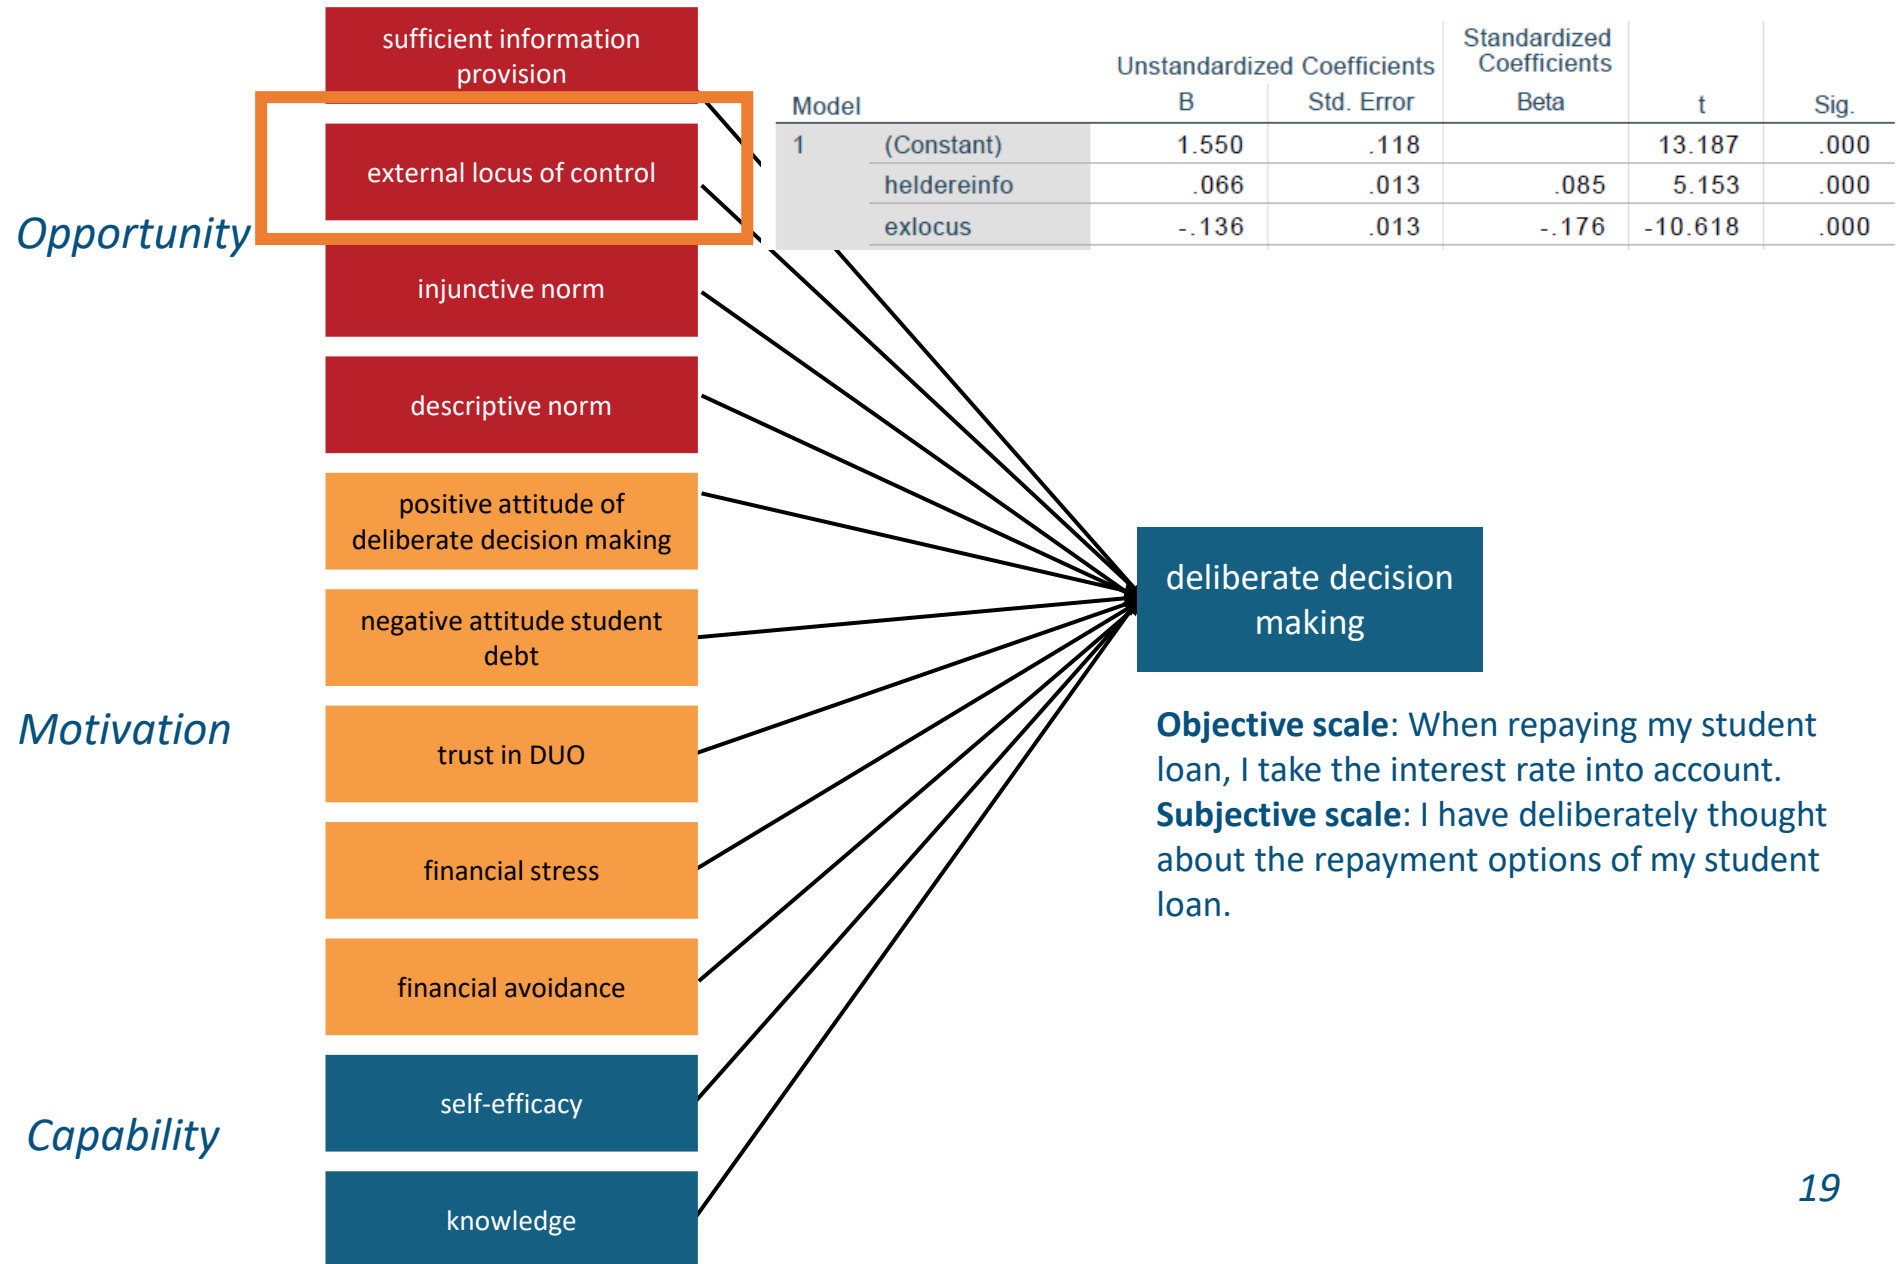 sufficient information
provision
external locus of control
Opportunity
injunctive norm
descriptive norm
positive attitude of
deliberate decision making
negative attitude student
debt
Motivation
trust in DUO
financial stress
financial avoidance
self-efficacy
Capability
knowledge
Unstandardized Coefficients Standardized
Coefficients
Model B Std. Error Beta t Sig.
1 (Constant) 1.550 .118 13.187 .000
heldereinfo .066 .013 .085 5.153 .000
exlocus -.136 .013 -.176 -10.618 .000
deliberate decision
making
Objective scale: When repaying my student
loan, I take the interest rate into account.
Subjective scale: I have deliberately thought
about the repayment options of my student
loan.
19